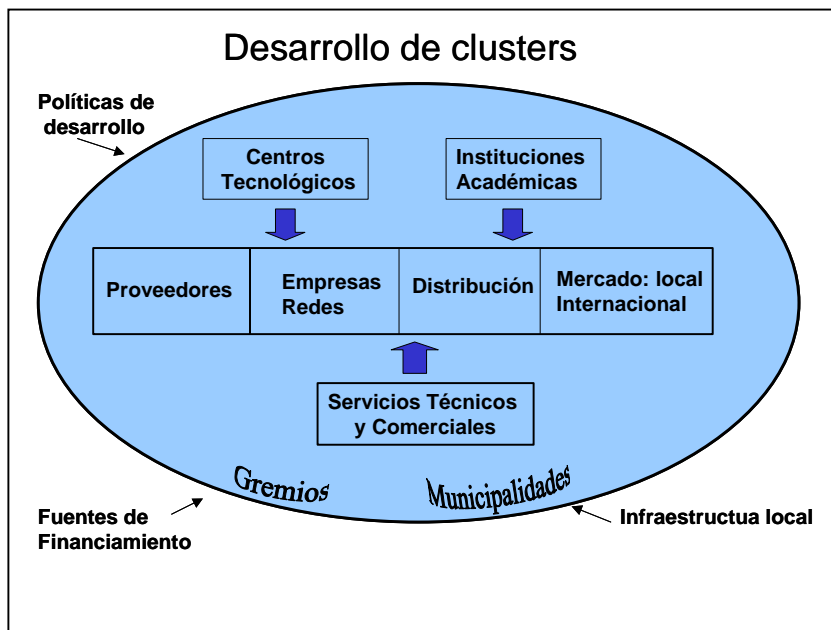 Desarrollo de clusters
Políticas de
desarrollo
Centros
Tecnológicos
Instituciones
Académicas
Proveedores
Empresas
Redes
Distribución
Mercado: local
Internacional
Servicios Técnicos
y Comerciales
Gremios
Municipalidades
Fuentes de
Financiamiento
Infraestructua local